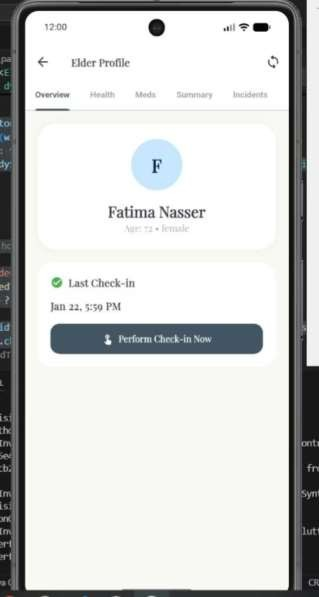 12:00
Elder Profile
Overview Health Meds Summary Incidents
F
Fatima Nasser
Age: 72 • female
Last Check-in
Jan 22, 5:59 PM
Perform Check-in Now